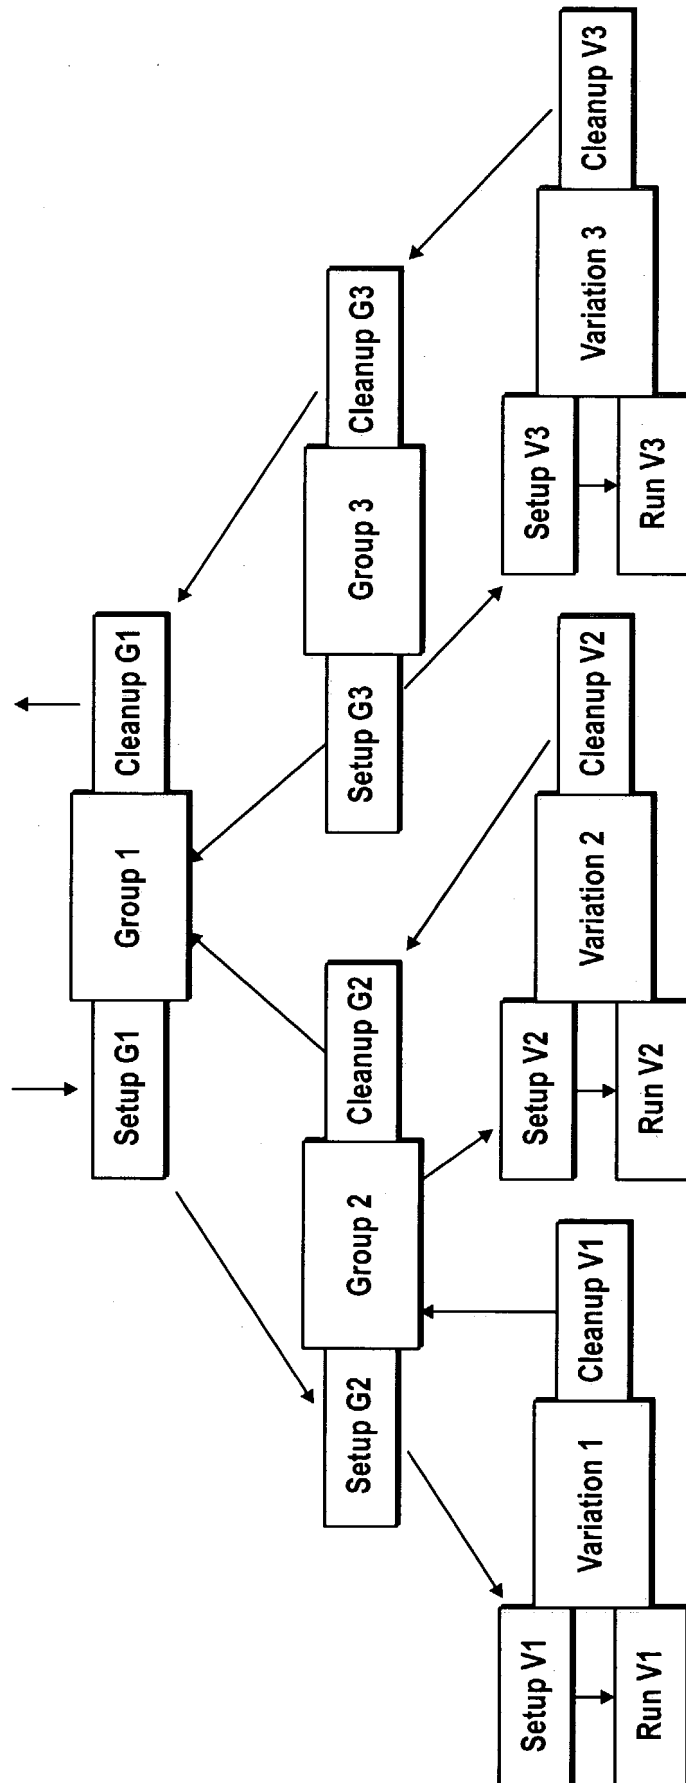 Setup G1
Group 1
Cleanup G1
Setup G2
Group 2
Cleanup G2
Setup G3
Group 3
Cleanup G3
Setup V1
Run V1
Variation 1
Cleanup V1
Setup V2
Run V2
Variation 2
Cleanup V2
Setup V3
Run V3
Variation 3
Cleanup V3